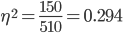 η² = 150/510 = 0.294